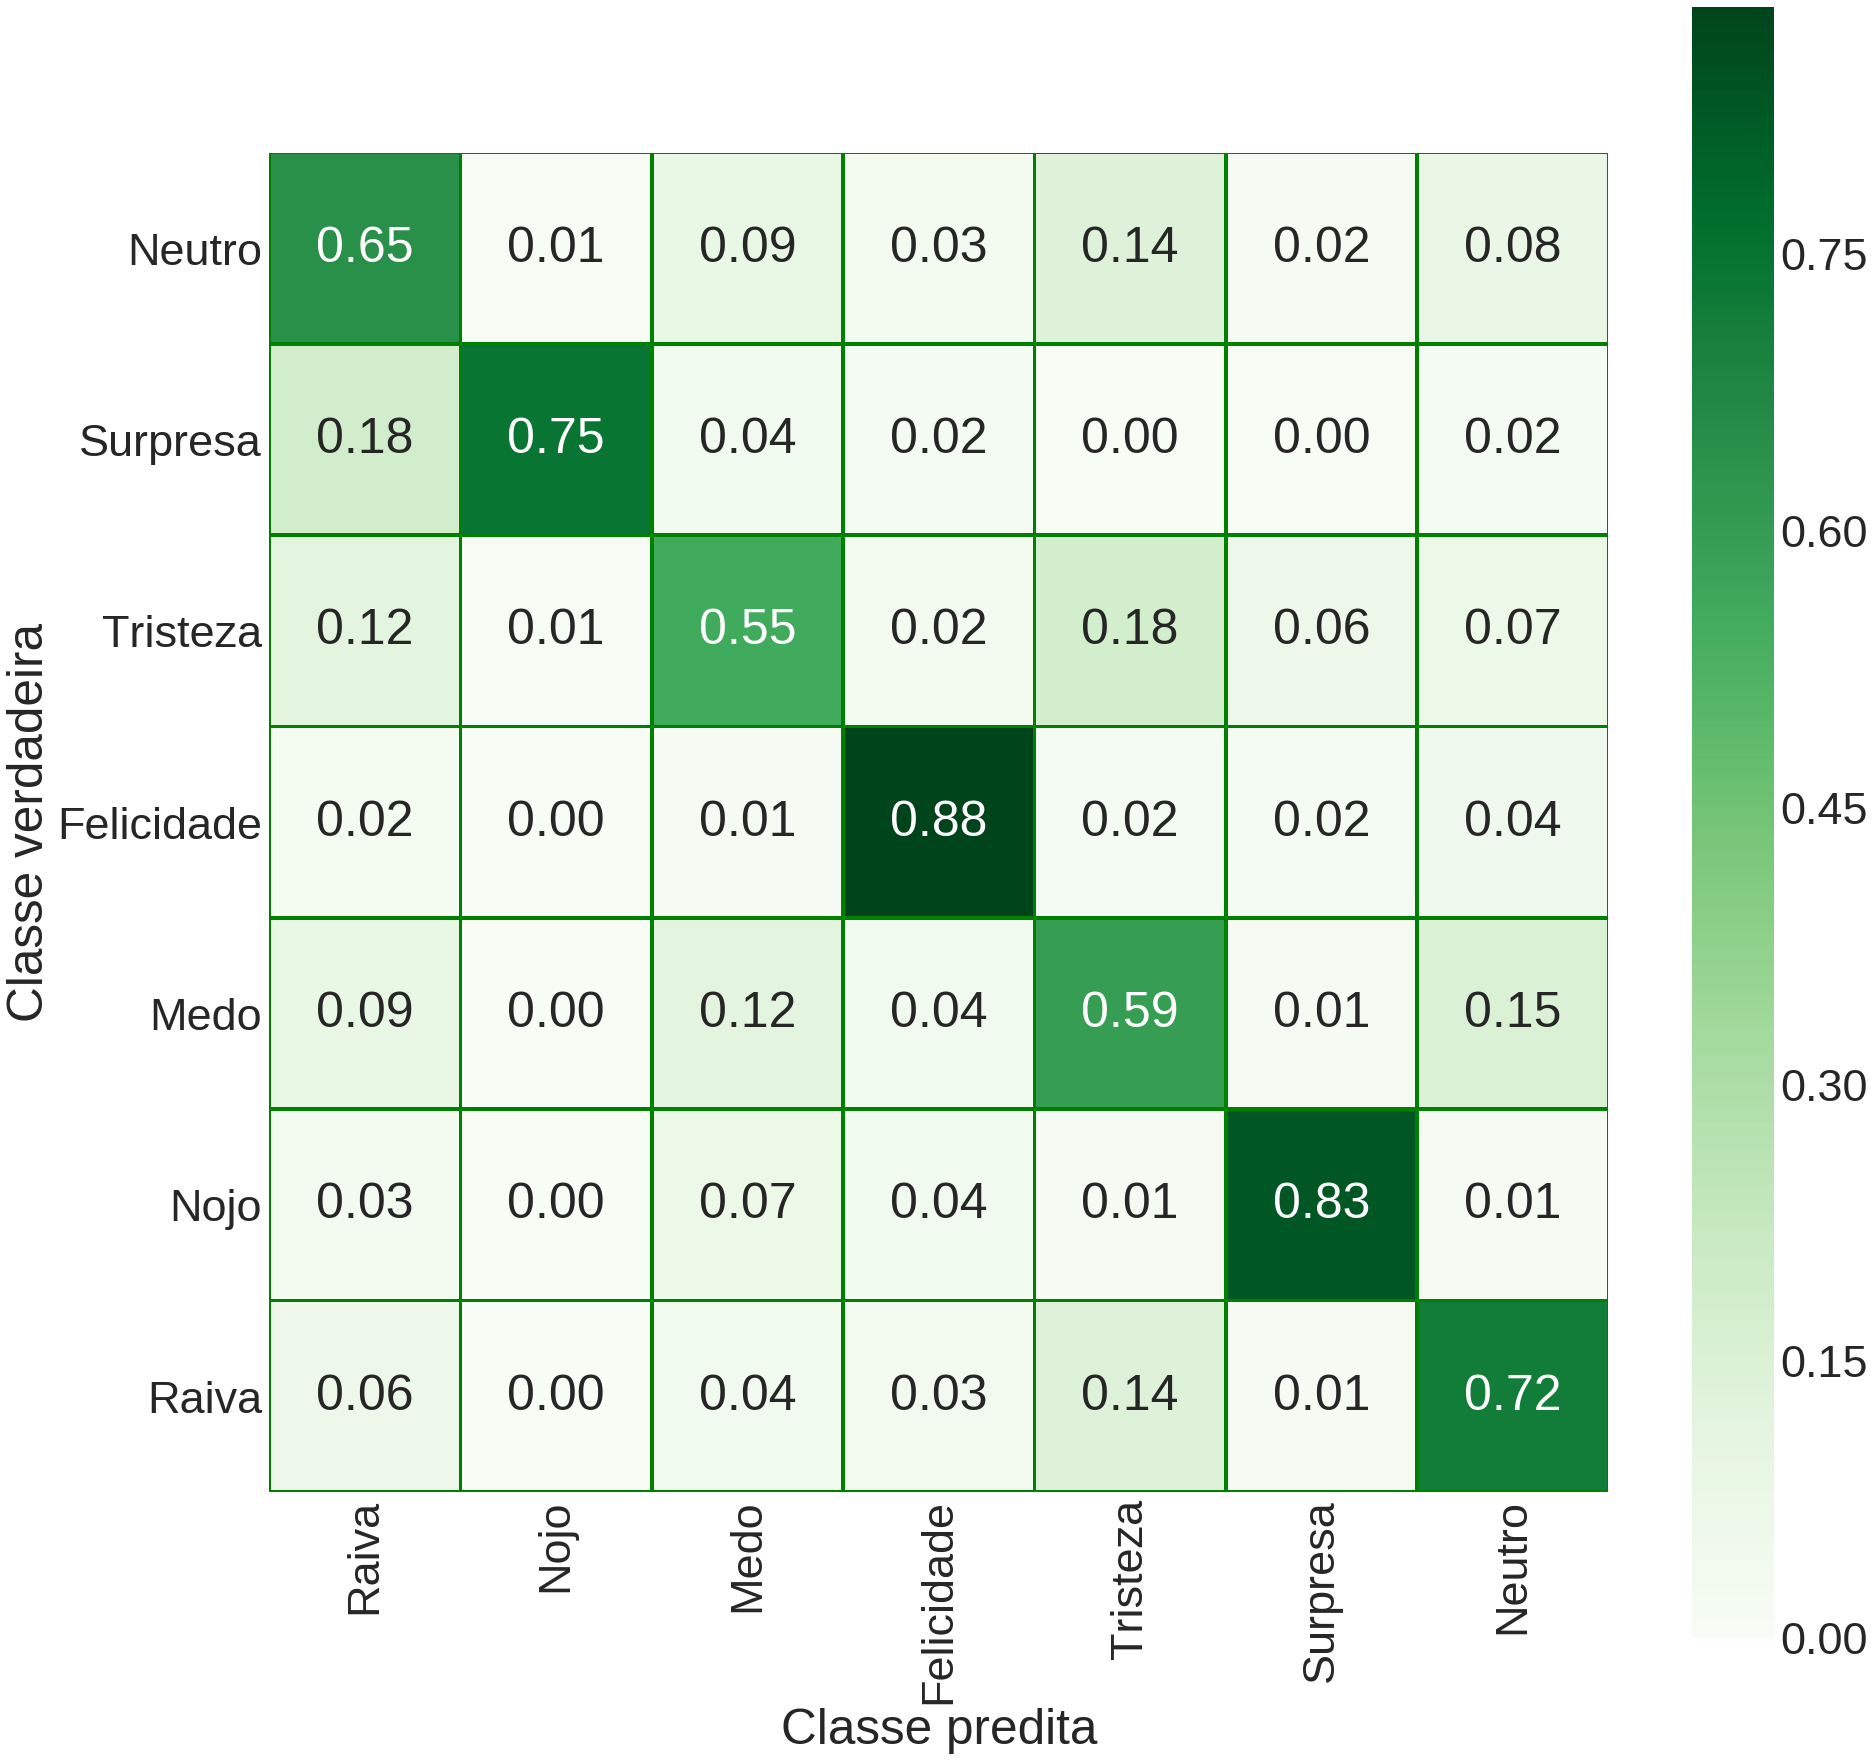 Neutro 0.65 0.01 0.09 0.03 0.14 0.02 0.08
Surpresa 0.18 0.75 0.04 0.02 0.00 0.00 0.02
Tristeza 0.12 0.01 0.55 0.02 0.18 0.06 0.07
Felicidade 0.02 0.00 0.01 0.88 0.02 0.02 0.04
Medo 0.09 0.00 0.12 0.04 0.59 0.01 0.15
Nojo 0.03 0.00 0.07 0.04 0.01 0.83 0.01
Raiva 0.06 0.00 0.04 0.03 0.14 0.01 0.72
Raiva Nojo Medo Felicidade Tristeza Surpresa Neutro
Classe predita
Classe verdadeira
0.75
0.60
0.45
0.30
0.15
0.00